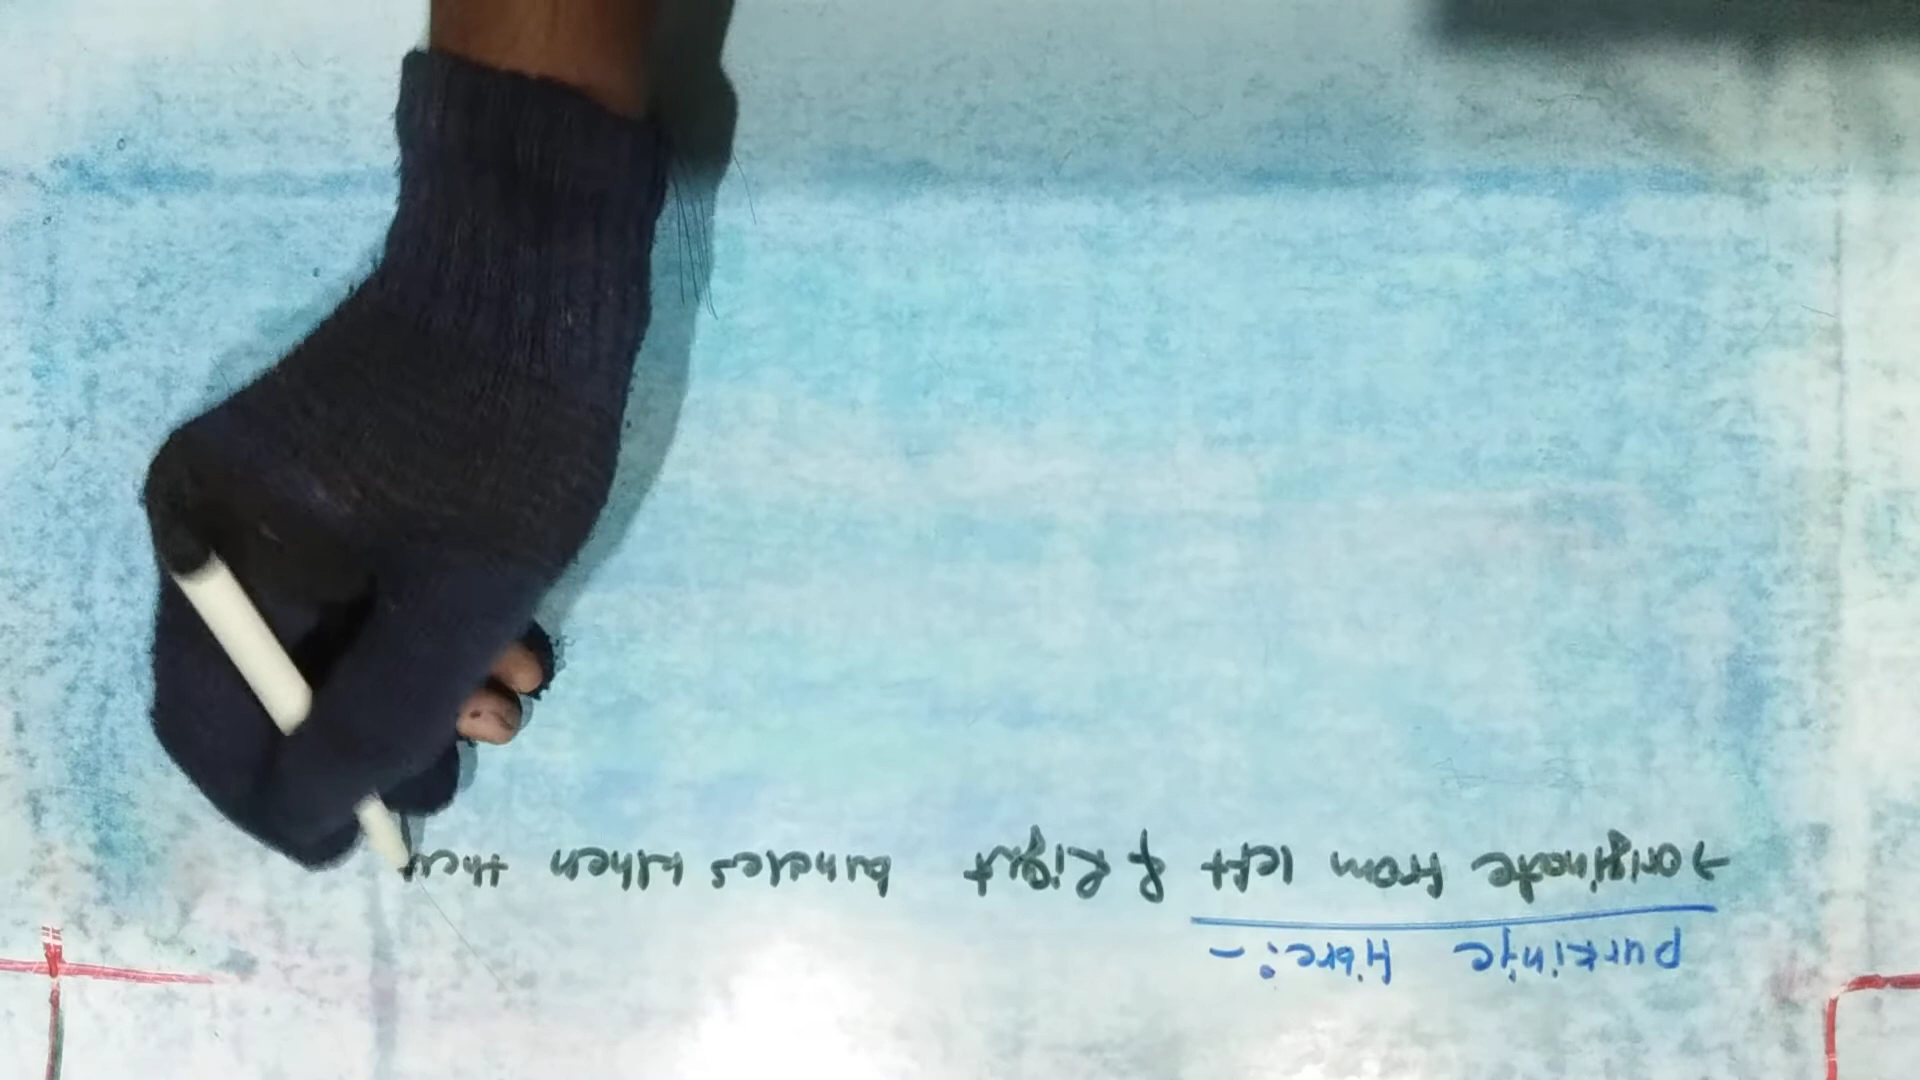 purkinje fibre:-
→originate from left & Right bundles when they